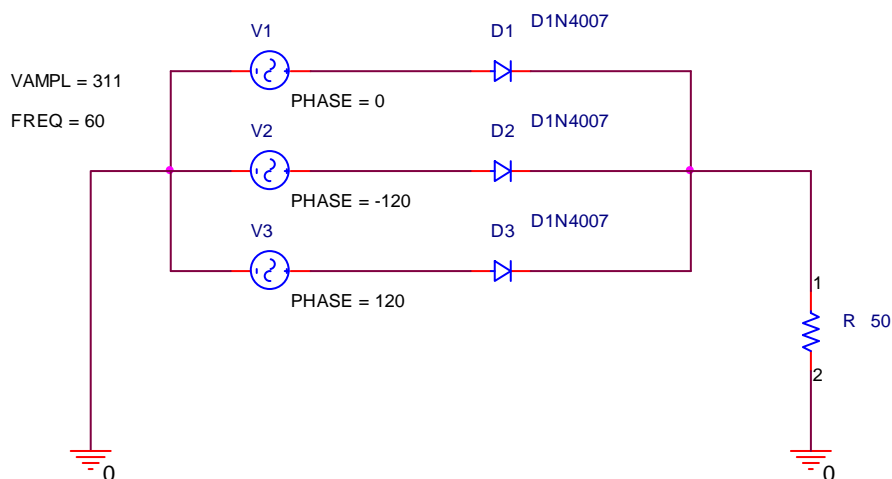 V1
D1
D1N4007
VAMPL = 311
PHASE = 0
FREQ = 60
V2
D2
D1N4007
PHASE = -120
V3
D3
D1N4007
PHASE = 120
1
R 50
2
0
0